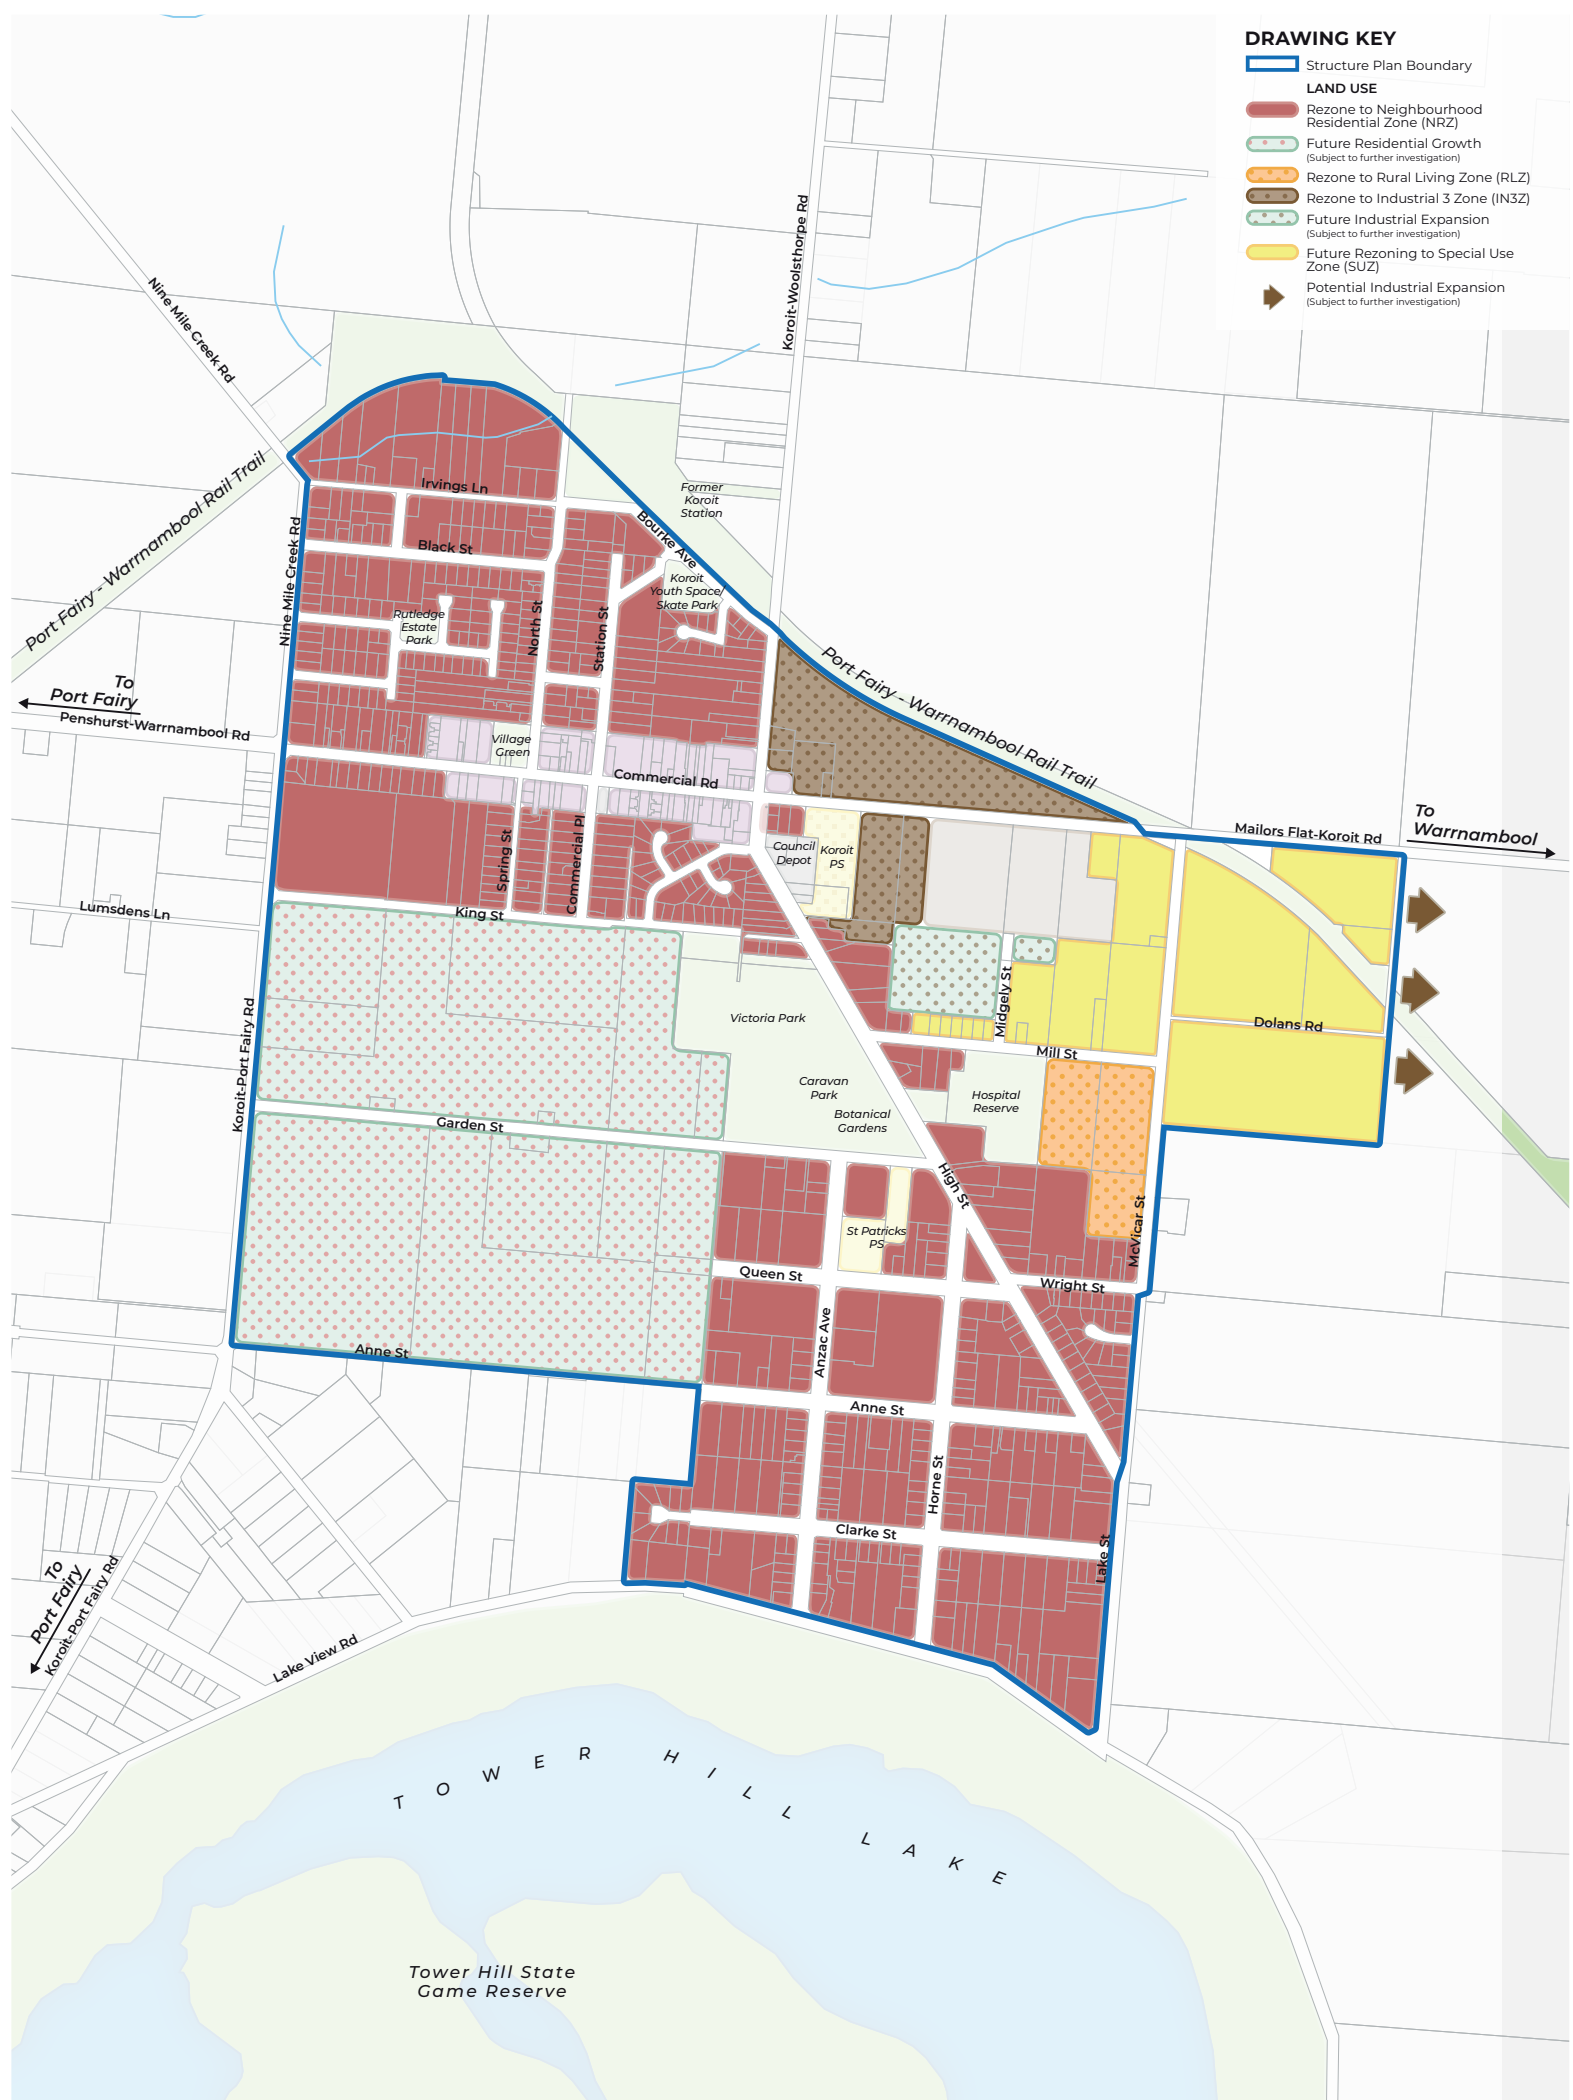 DRAWING KEY
Structure Plan Boundary
LAND USE
Rezone to Neighbourhood
Residential Zone (NRZ)
Future Residential Growth
(Subject to further investigation)
Rezone to Rural Living Zone (RLZ)
Rezone to Industrial 3 Zone (IN3Z)
Future Industrial Expansion
(Subject to further investigation)
Future Rezoning to Special Use
Zone (SUZ)
Potential Industrial Expansion
(Subject to further investigation)
Nine Mile Creek Rd
Koroit-Woolsthorpe Rd
Port Fairy - Warrnambool Rail Trail
Irvings Ln
Former
Koroit
Station
Bourke Ave
Black St
Nine Mile Creek Rd
Koroit
Youth Space/
Skate Park
Rutledge
Estate
Park
North St
Station St
Port Fairy - Warrnambool Rail Trail
To
Port Fairy
Penshurst-Warrnambool Rd
Village
Green
Commercial Rd
To
Warrnambool
Mailors Flat-Koroit Rd
Spring St
Commercial Pl
Council
Depot
Koroit
PS
Lumsdens Ln
King St
Midgely St
Victoria Park
Dolans Rd
Koroit-Port Fairy Rd
Mill St
Caravan
Park
Hospital
Reserve
Botanical
Gardens
Garden St
High St
St Patricks
PS
McVicar St
Queen St
Wright St
Anzac Ave
Anne St
Anne St
Horne St
Clarke St
Lake St
To
Port Fairy
Koroit-Port Fairy Rd
Lake View Rd
TOWER HILL LAKE
Tower Hill State
Game Reserve